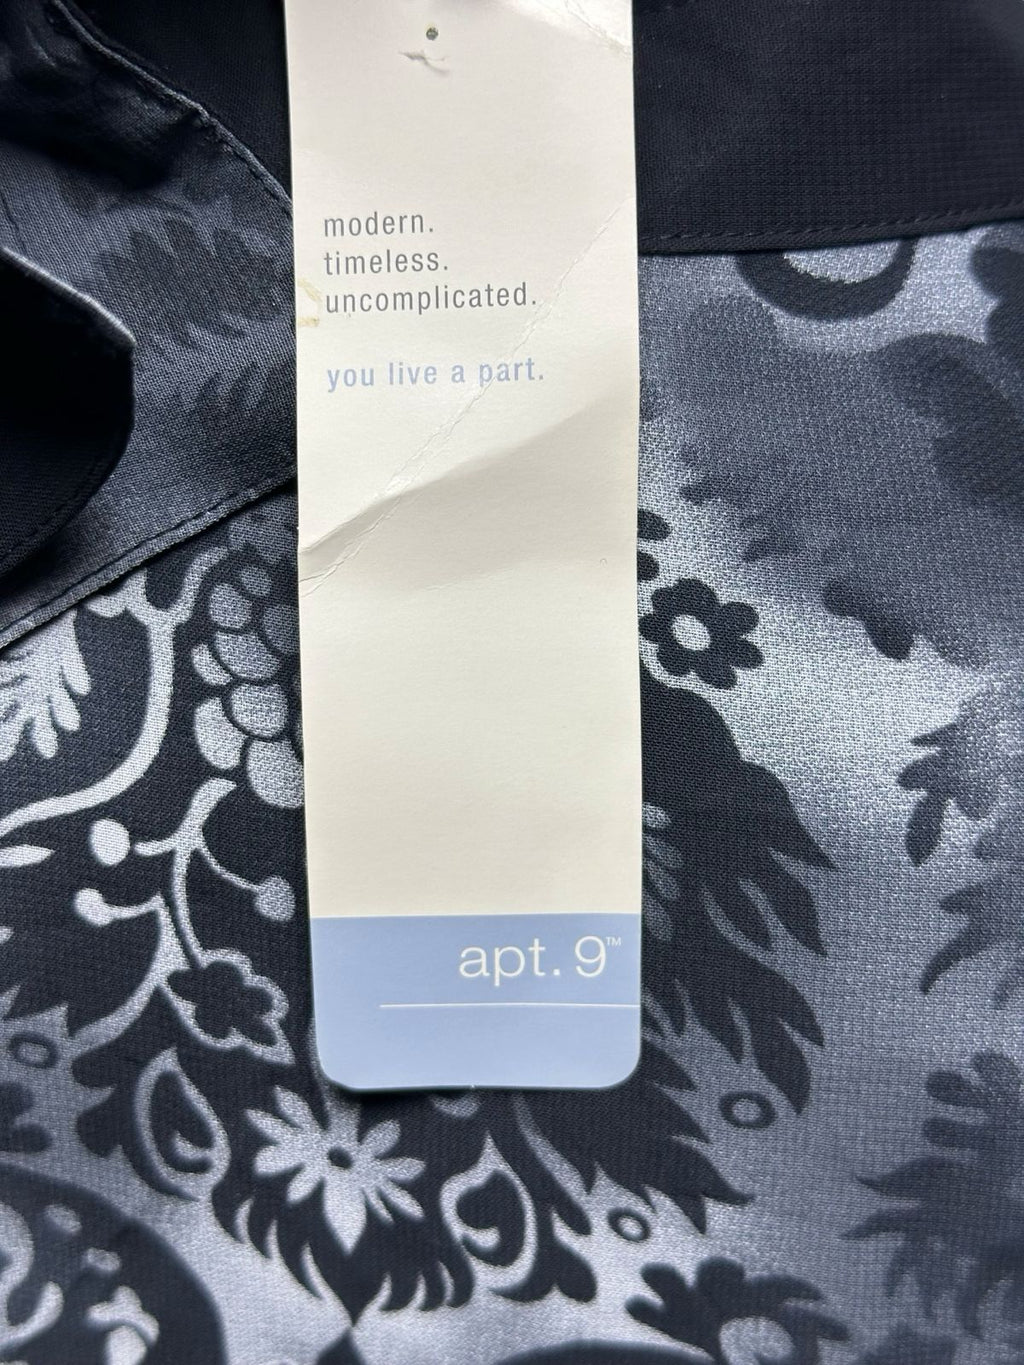 modern.
timeless.
uncomplicated.
you live a part.
apt. 9™